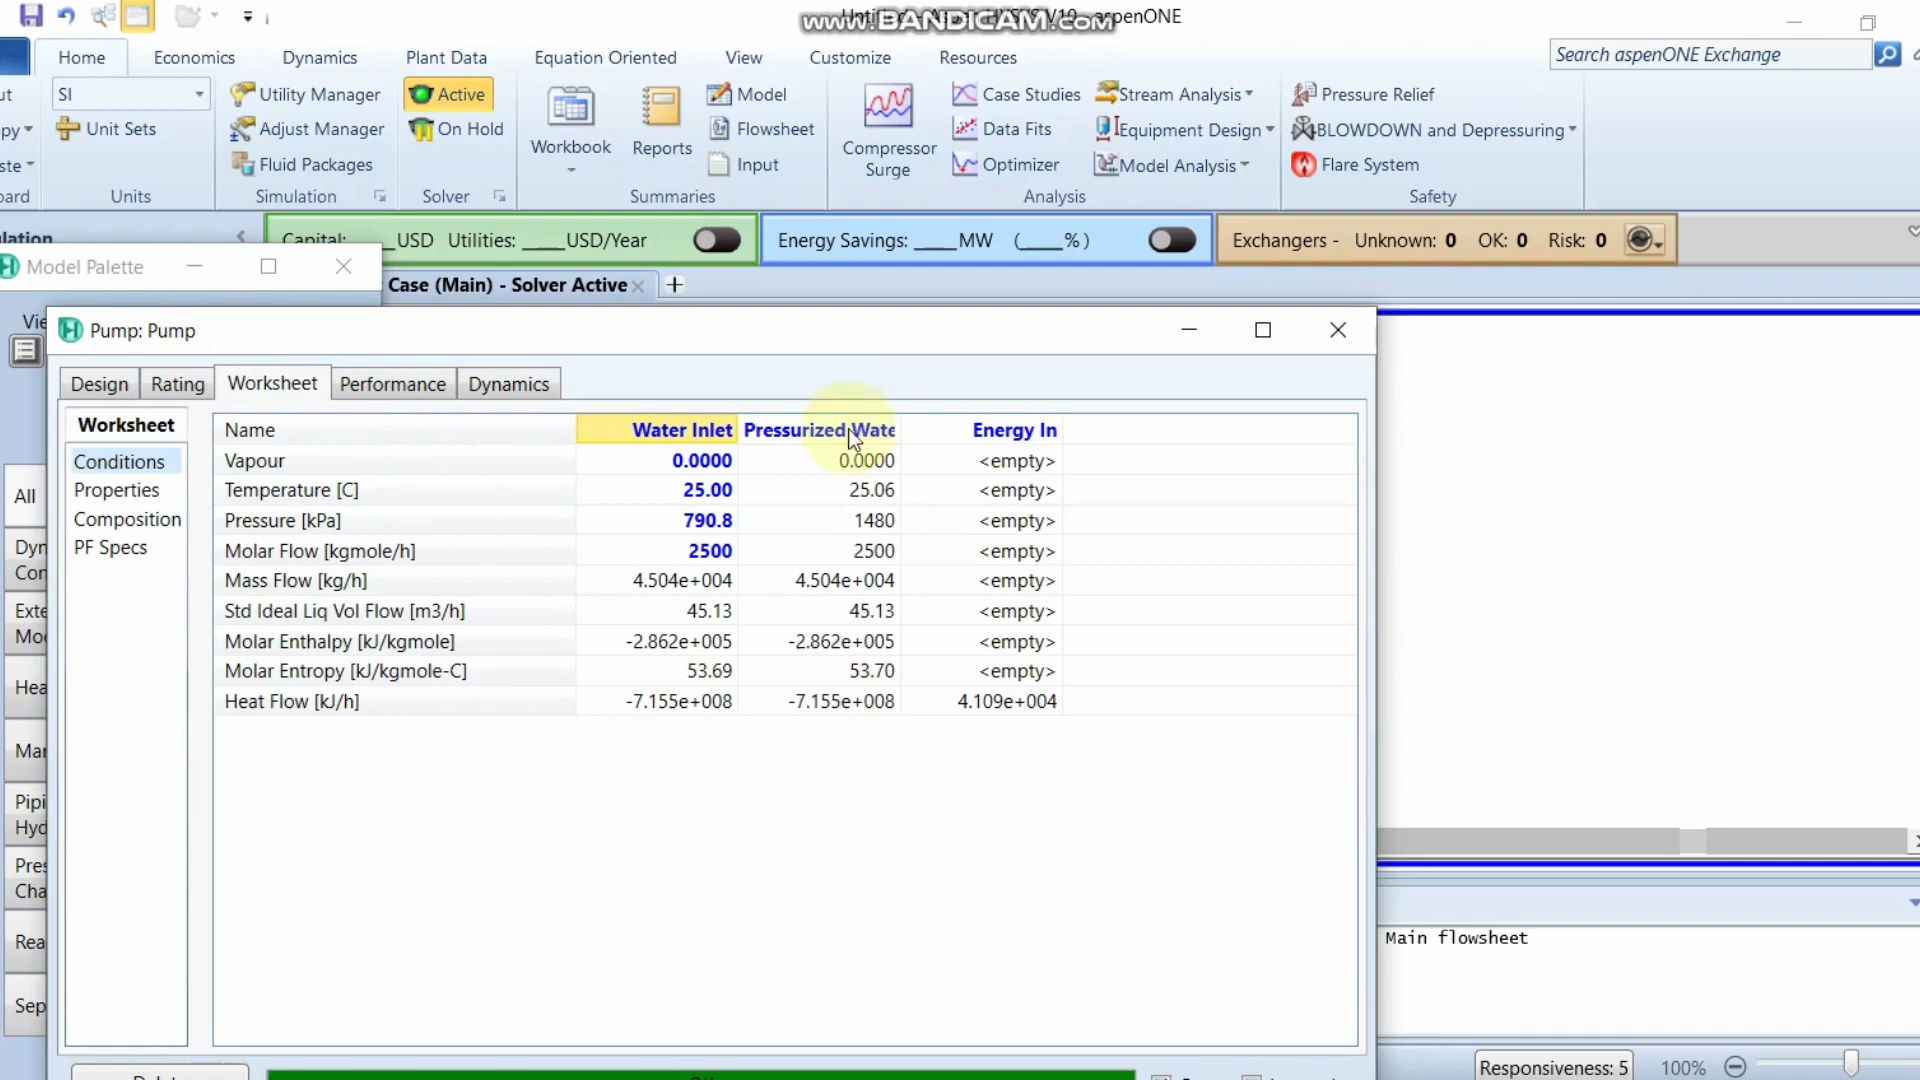 www.BANDICAM.com
aspenONE
Home Economics Dynamics Plant Data Equation Oriented View Customize Resources
Search aspenONE Exchange
SI
Unit Sets
Units
Utility Manager
Adjust Manager
Fluid Packages
Simulation
Active
On Hold
Solver
Workbook
Reports
Model
Flowsheet
Input
Summaries
Compressor
Surge
Case Studies
Data Fits
Optimizer
Stream Analysis
Equipment Design
Model Analysis
Analysis
Pressure Relief
BLOWDOWN and Depressuring
Flare System
Safety
Capital: ___USD Utilities: ____USD/Year
Energy Savings: ____MW (____%)
Exchangers - Unknown: 0 OK: 0 Risk: 0
Model Palette
Case (Main) - Solver Active
+
Pump: Pump
Design Rating Worksheet Performance Dynamics
Worksheet
Conditions
Properties
Composition
PF Specs
Name Water Inlet Pressurized Wate Energy In
Vapour 0.0000 0.0000 <empty>
Temperature [C] 25.00 25.06 <empty>
Pressure [kPa] 790.8 1480 <empty>
Molar Flow [kgmole/h] 2500 2500 <empty>
Mass Flow [kg/h] 4.504e+004 4.504e+004 <empty>
Std Ideal Liq Vol Flow [m3/h] 45.13 45.13 <empty>
Molar Enthalpy [kJ/kgmole] -2.862e+005 -2.862e+005 <empty>
Molar Entropy [kJ/kgmole-C] 53.69 53.70 <empty>
Heat Flow [kJ/h] -7.155e+008 -7.155e+008 4.109e+004
All
Main flowsheet
Responsiveness: 5 100%